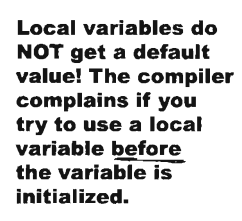 Local variables do
NOT get a default
value! The compiler
complains if you
try to use a local
variable before
the variable is
initialized.